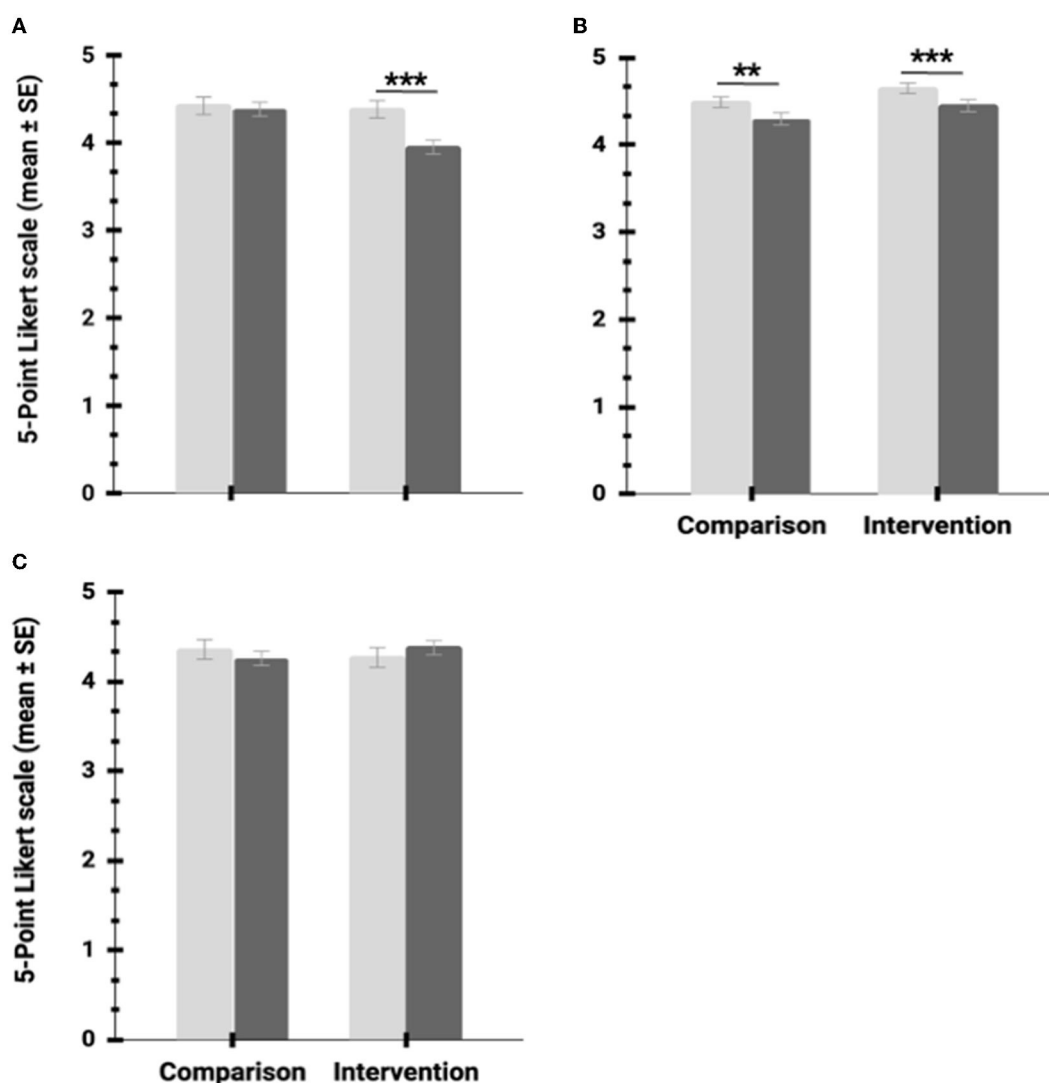 A
5-Point Likert scale (mean ± SE)
5
4
3
2
1
0
***
B
5
4
3
2
1
0
**
***
Comparison
Intervention
C
5-Point Likert scale (mean ± SE)
5
4
3
2
1
0
Comparison
Intervention